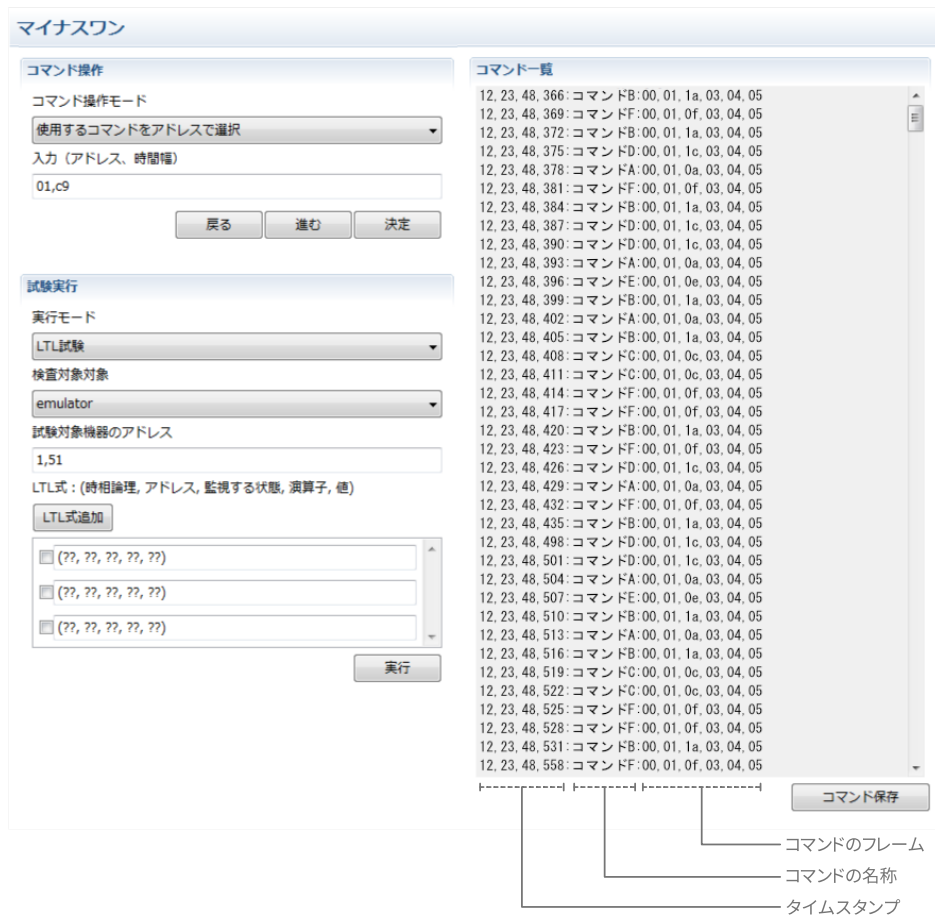 マイナスワン
コマンド操作
コマンド操作モード
使用するコマンドをアドレスで選択
入力（アドレス、時間幅）
01,c9
戻る
進む
決定
試験実行
実行モード
LTL試験
検査対象対象
emulator
試験対象機器のアドレス
1,51
LTL式：(時相論理, アドレス, 監視する状態, 演算子, 値)
LTL式追加
(??, ??, ??, ??, ??)
(??, ??, ??, ??, ??)
(??, ??, ??, ??, ??)
実行
コマンド一覧
12, 23, 48, 366:コマンドB:00, 01, 1a, 03, 04, 05
12, 23, 48, 369:コマンドF:00, 01, 0f, 03, 04, 05
12, 23, 48, 372:コマンドB:00, 01, 1a, 03, 04, 05
12, 23, 48, 375:コマンドD:00, 01, 1c, 03, 04, 05
12, 23, 48, 378:コマンドA:00, 01, 0a, 03, 04, 05
12, 23, 48, 381:コマンドF:00, 01, 0f, 03, 04, 05
12, 23, 48, 384:コマンドB:00, 01, 1a, 03, 04, 05
12, 23, 48, 387:コマンドD:00, 01, 1c, 03, 04, 05
12, 23, 48, 390:コマンドD:00, 01, 1c, 03, 04, 05
12, 23, 48, 393:コマンドA:00, 01, 0a, 03, 04, 05
12, 23, 48, 396:コマンドE:00, 01, 0e, 03, 04, 05
12, 23, 48, 399:コマンドB:00, 01, 1a, 03, 04, 05
12, 23, 48, 402:コマンドA:00, 01, 0a, 03, 04, 05
12, 23, 48, 405:コマンドB:00, 01, 1a, 03, 04, 05
12, 23, 48, 408:コマンドC:00, 01, 0c, 03, 04, 05
12, 23, 48, 411:コマンドC:00, 01, 0c, 03, 04, 05
12, 23, 48, 414:コマンドF:00, 01, 0f, 03, 04, 05
12, 23, 48, 417:コマンドF:00, 01, 0f, 03, 04, 05
12, 23, 48, 420:コマンドB:00, 01, 1a, 03, 04, 05
12, 23, 48, 423:コマンドF:00, 01, 0f, 03, 04, 05
12, 23, 48, 426:コマンドD:00, 01, 1c, 03, 04, 05
12, 23, 48, 429:コマンドA:00, 01, 0a, 03, 04, 05
12, 23, 48, 432:コマンドF:00, 01, 0f, 03, 04, 05
12, 23, 48, 435:コマンドB:00, 01, 1a, 03, 04, 05
12, 23, 48, 498:コマンドD:00, 01, 1c, 03, 04, 05
12, 23, 48, 501:コマンドD:00, 01, 1c, 03, 04, 05
12, 23, 48, 504:コマンドA:00, 01, 0a, 03, 04, 05
12, 23, 48, 507:コマンドE:00, 01, 0e, 03, 04, 05
12, 23, 48, 510:コマンドB:00, 01, 1a, 03, 04, 05
12, 23, 48, 513:コマンドA:00, 01, 0a, 03, 04, 05
12, 23, 48, 516:コマンドB:00, 01, 1a, 03, 04, 05
12, 23, 48, 519:コマンドC:00, 01, 0c, 03, 04, 05
12, 23, 48, 522:コマンドC:00, 01, 0c, 03, 04, 05
12, 23, 48, 525:コマンドF:00, 01, 0f, 03, 04, 05
12, 23, 48, 528:コマンドF:00, 01, 0f, 03, 04, 05
12, 23, 48, 531:コマンドB:00, 01, 1a, 03, 04, 05
12, 23, 48, 558:コマンドF:00, 01, 0f, 03, 04, 05
コマンド保存
コマンドのフレーム
コマンドの名称
タイムスタンプ